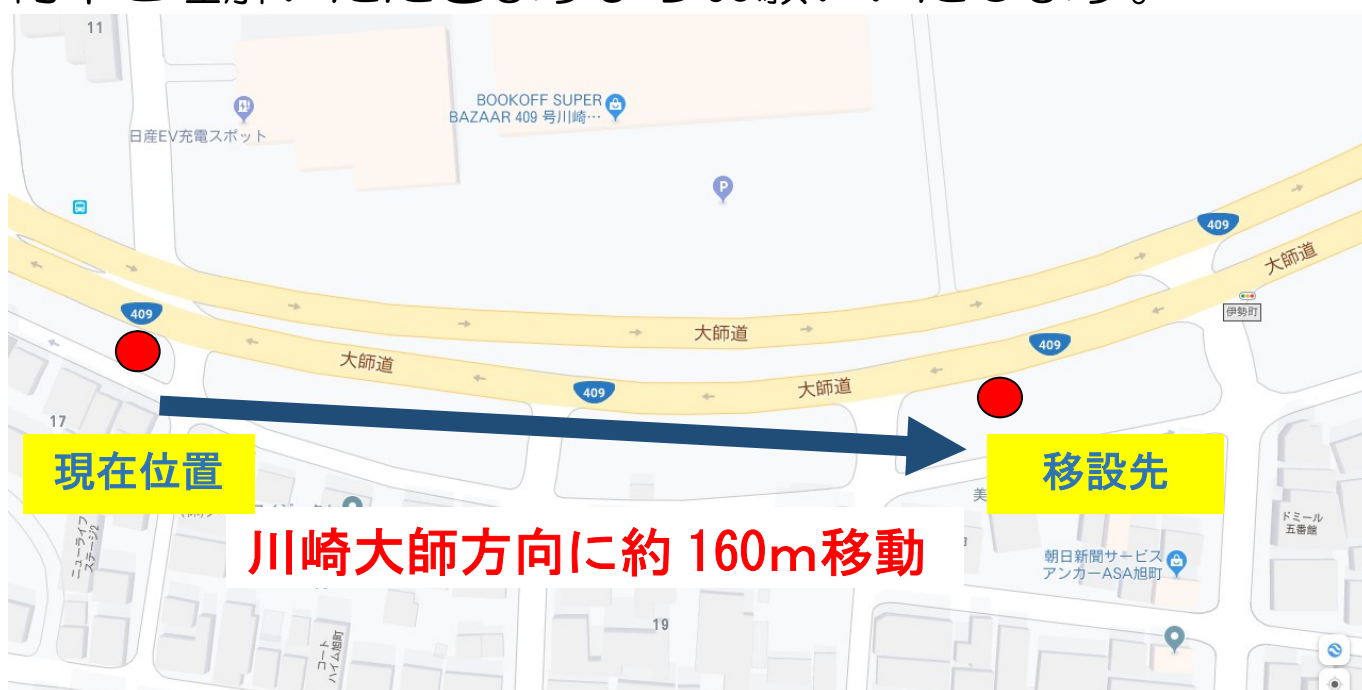 11
BOOKOFF SUPER
BAZAAR 409 号川崎…
日産EV充電スポット
P
409
大師道
伊勢町
409
大師道
409
大師道
大師道
409
17
現在位置
移設先
美
ニューライフ
ステージ2
川崎大師方向に約 160m移動
ドミール
五番館
朝日新聞サービス
アンカーASA旭町
19
コート
ハイム旭町